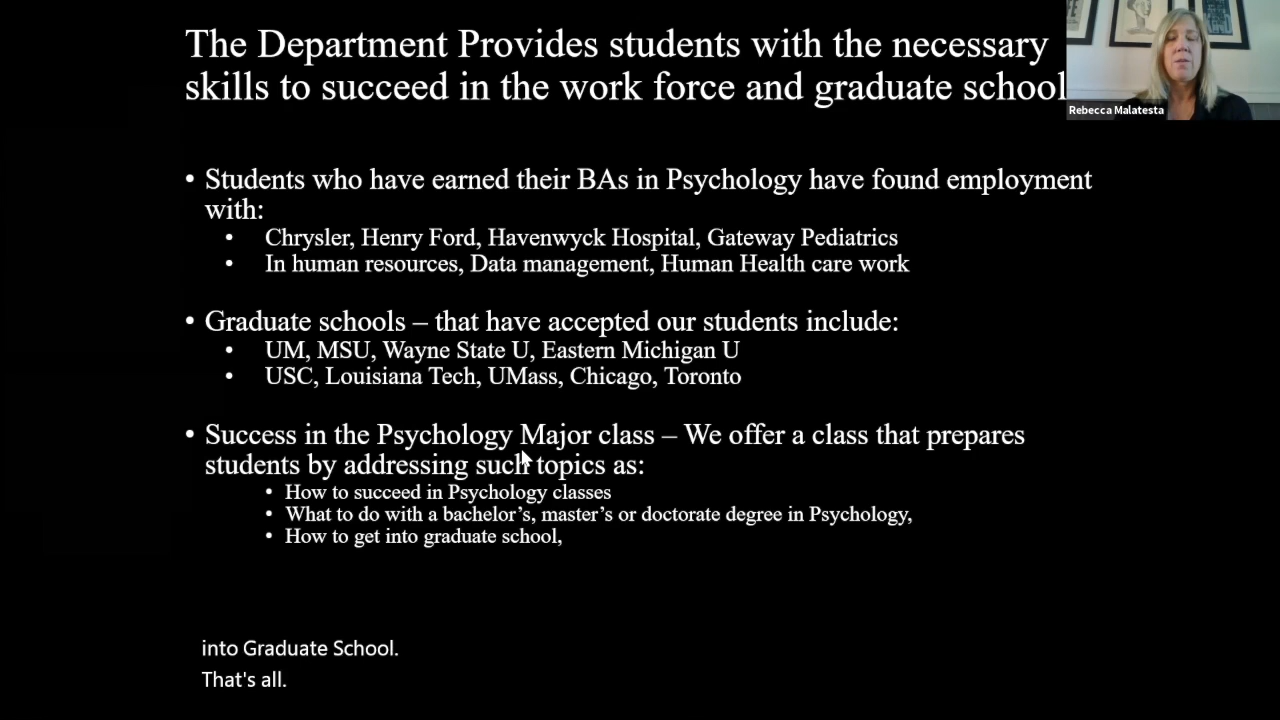 The Department Provides students with the necessary
skills to succeed in the work force and graduate school
Rebecca Malatesta
• Students who have earned their BAs in Psychology have found employment
with:
• Chrysler, Henry Ford, Havenwyck Hospital, Gateway Pediatrics
• In human resources, Data management, Human Health care work
• Graduate schools – that have accepted our students include:
• UM, MSU, Wayne State U, Eastern Michigan U
• USC, Louisiana Tech, UMass, Chicago, Toronto
• Success in the Psychology Major class – We offer a class that prepares
students by addressing such topics as:
• How to succeed in Psychology classes
• What to do with a bachelor’s, master’s or doctorate degree in Psychology,
• How to get into graduate school,
into Graduate School.
That's all.